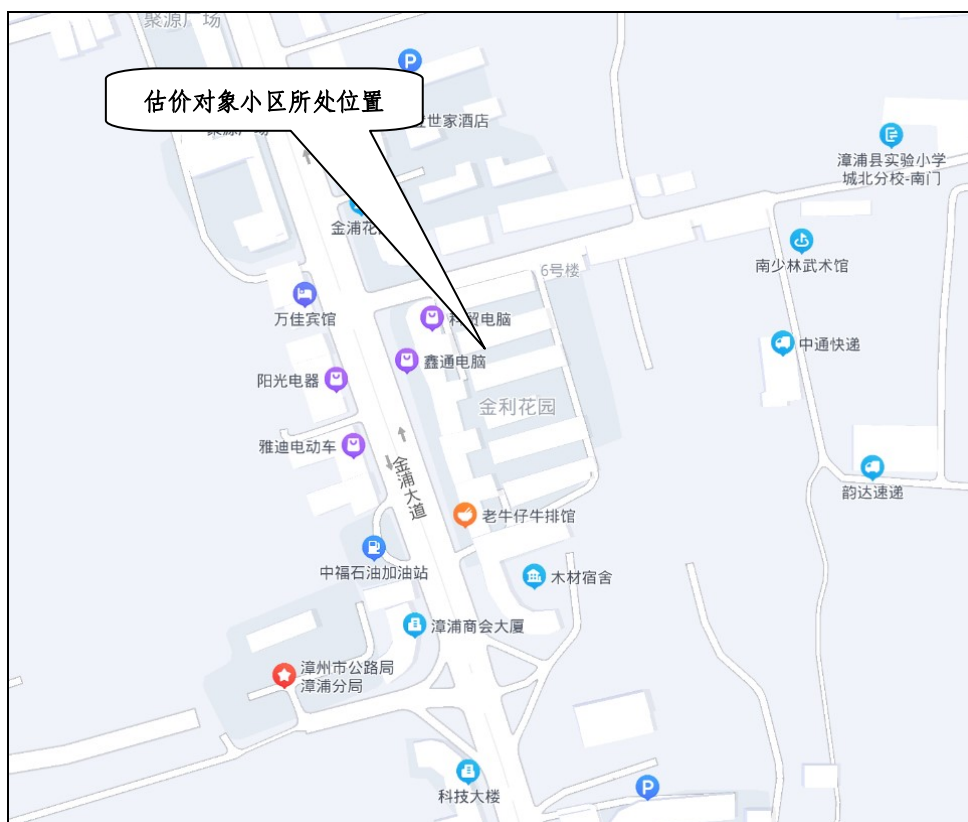 聚源广场
P
估价对象小区所处位置
世家酒店
聚源广场
漳浦县实验小学
城北分校-南门
金浦花
南少林武术馆
6号楼
万佳宾馆
科贸电脑
中通快递
鑫通电脑
阳光电器
金利花园
雅迪电动车
金浦大道
韵达速递
老牛仔牛排馆
中福石油加油站
木材宿舍
漳浦商会大厦
漳州市公路局
漳浦分局
科技大楼
P